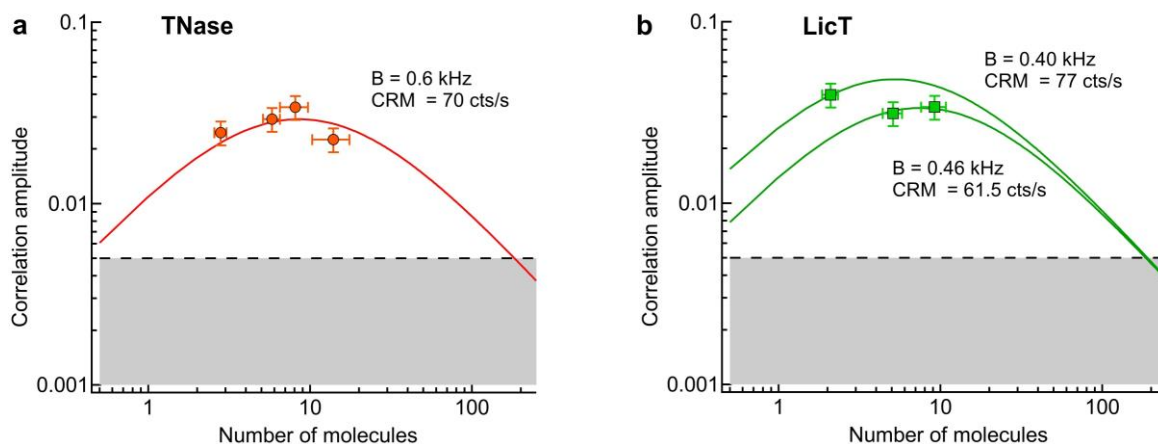 a
TNase
0.1
0.01
0.001
Correlation amplitude
B = 0.6 kHz
CRM = 70 cts/s
1
10
100
Number of molecules
b
LicT
0.1
0.01
0.001
Correlation amplitude
B = 0.40 kHz
CRM = 77 cts/s
B = 0.46 kHz
CRM = 61.5 cts/s
1
10
100
Number of molecules